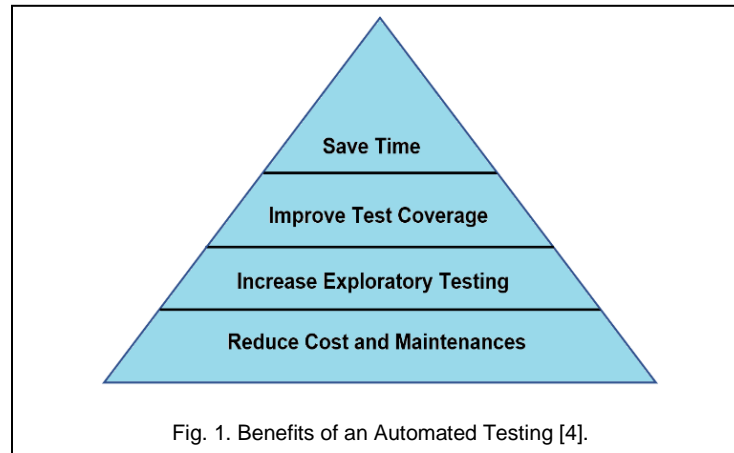 Save Time
Improve Test Coverage
Increase Exploratory Testing
Reduce Cost and Maintenances
Fig. 1. Benefits of an Automated Testing [4].